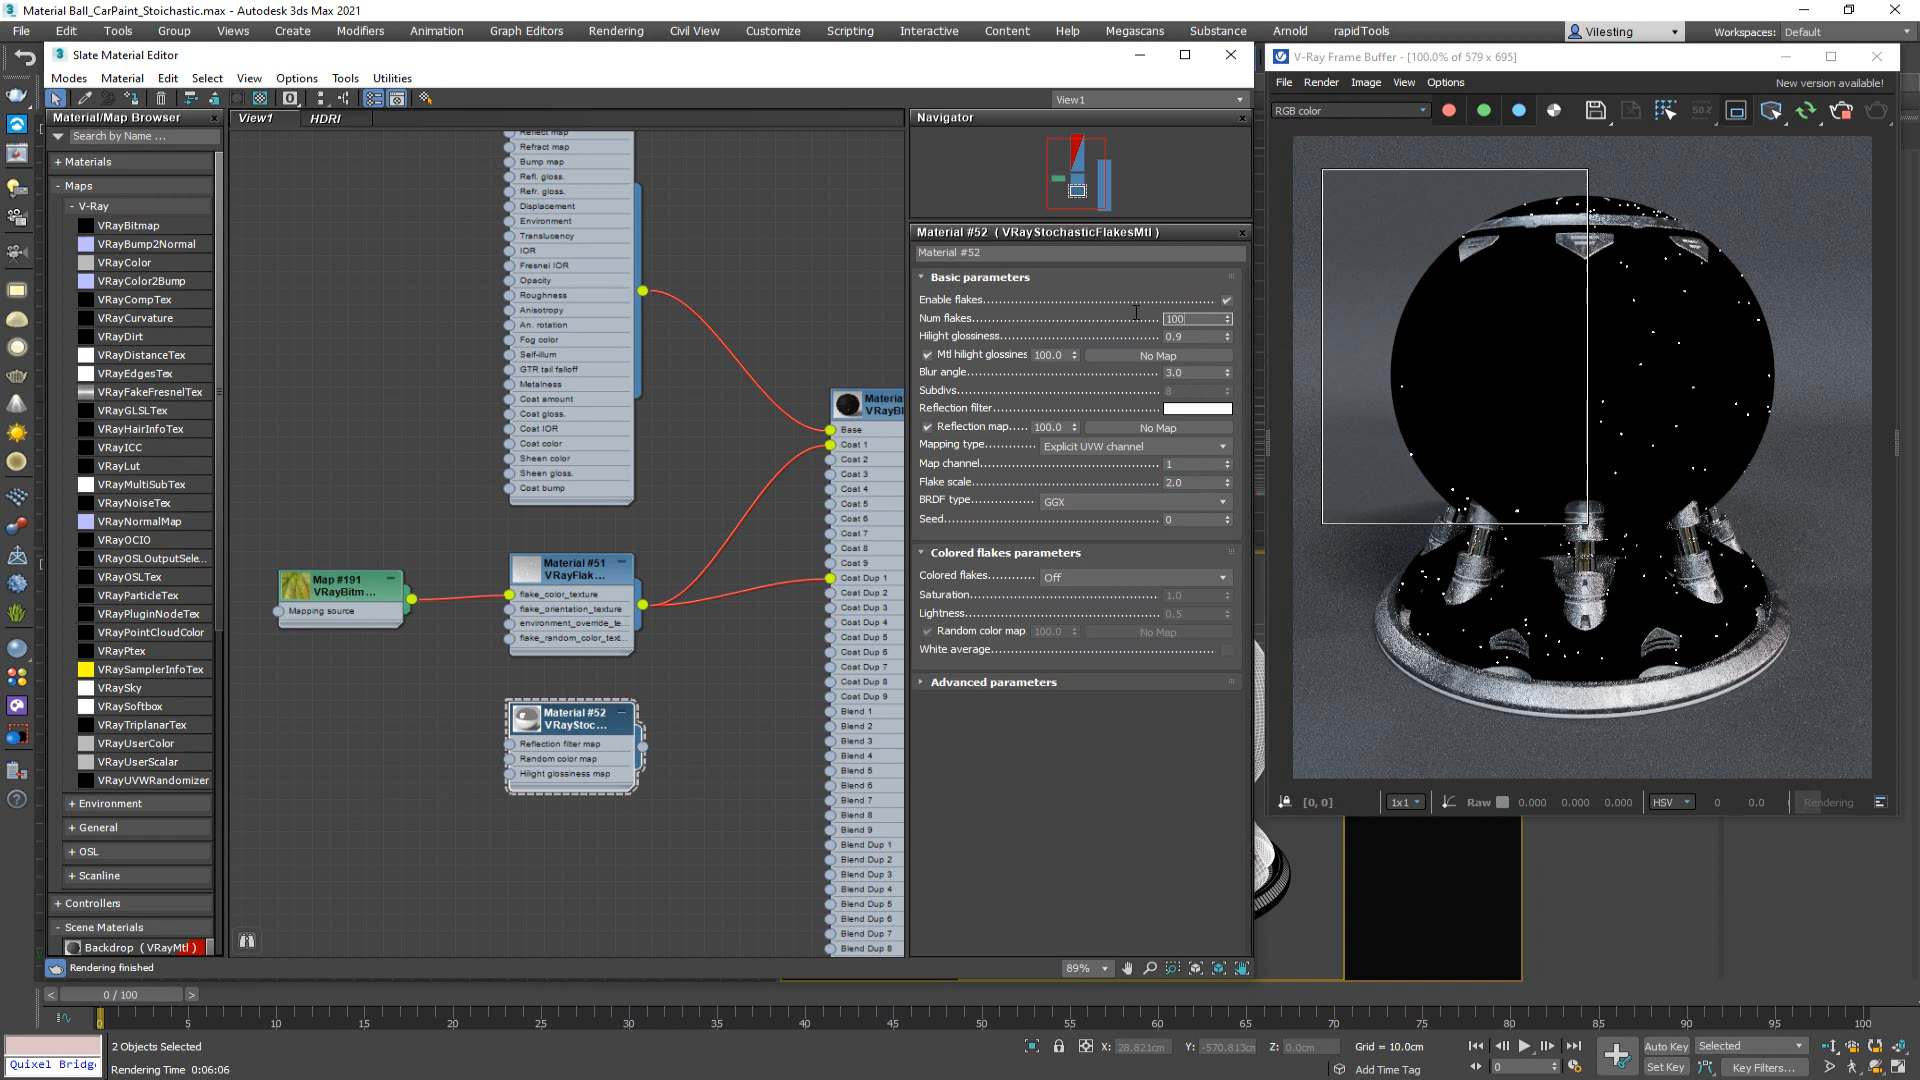 Material Ball_CarPaint_Stoichastic.max - Autodesk 3ds Max 2021
File Edit Tools Group Views Create Modifiers Animation Graph Editors Rendering Civil View Customize Scripting Interactive Content Help Megascans Substance Arnold rapidTools Vilesting Workspaces: Default
Slate Material Editor
Modes Material Edit Select View Options Tools Utilities
View1
Material/Map Browser
Search by Name ...
+ Materials
- Maps
- V-Ray
VRayBitmap
VRayBump2Normal
VRayColor
VRayColor2Bump
VRayCompTex
VRayCurvature
VRayDirt
VRayDistanceTex
VRayEdgesTex
VRayFakeFresnelTex
VRayGLSLTex
VRayHairInfoTex
VRayICC
VRayLut
VRayMultiSubTex
VRayNoiseTex
VRayNormalMap
VRayOCIO
VRayOSLOutputSele...
VRayOSLTex
VRayParticleTex
VRayPluginNodeTex
VRayPointCloudColor
VRayPtex
VRaySamplerInfoTex
VRaySky
VRaySoftbox
VRayTriplanarTex
VRayUserColor
VRayUserScalar
VRayUVWRandomizer
+ Environment
+ General
+ OSL
+ Scanline
+ Controllers
- Scene Materials
Backdrop ( VRayMtl )
Rendering finished
View1 HDRI
Reflect map
Refract map
Bump map
Refl. gloss.
Refr. gloss.
Displacement
Environment
Translucency
IOR
Fresnel IOR
Opacity
Roughness
Anisotropy
An. rotation
Fog color
Self-illum
GTR tail falloff
Metalness
Coat amount
Coat gloss.
Coat IOR
Coat color
Sheen color
Sheen gloss.
Coat bump
Map #191
VRayBitm...
Mapping source
Material #51
VRayFlak...
flake_color_texture
flake_orientation_texture
environment_override_te...
flake_random_color_text...
Material #52
VRayStoc...
Reflection filter map
Random color map
Hilight glossiness map
Materia
VRayBl
Base
Coat 1
Coat 2
Coat 3
Coat 4
Coat 5
Coat 6
Coat 7
Coat 8
Coat 9
Coat Dup 1
Coat Dup 2
Coat Dup 3
Coat Dup 4
Coat Dup 5
Coat Dup 6
Coat Dup 7
Coat Dup 8
Coat Dup 9
Blend 1
Blend 2
Blend 3
Blend 4
Blend 5
Blend 6
Blend 7
Blend 8
Blend 9
Blend Dup 1
Blend Dup 2
Blend Dup 3
Blend Dup 4
Blend Dup 5
Blend Dup 6
Blend Dup 7
Blend Dup 8
Navigator
Material #52 ( VRayStochasticFlakesMtl )
Material #52
Basic parameters
Enable flakes
Num flakes 100
Hilight glossiness 0.9
Mtl hilight glossines 100.0 No Map
Blur angle 3.0
Subdivs 8
Reflection filter
Reflection map 100.0 No Map
Mapping type Explicit UVW channel
Map channel 1
Flake scale 2.0
BRDF type GGX
Seed 0
Colored flakes parameters
Colored flakes Off
Saturation 1.0
Lightness 0.5
Random color map 100.0 No Map
White average
Advanced parameters
89%
V-Ray Frame Buffer - [100,0% of 579 x 695]
File Render Image View Options New version available!
RGB color
[0, 0] 1x1 Raw 0.000 0.000 0.000 HSV 0 0.0 Rendering
< 0 / 100 >
0 5 10 15 20 25 30 35 40 45 50 55 60 65 70 75 80 85 90 95 100
2 Objects Selected X: 28.821cm Y: -570.813cm Z: 0.0cm Grid = 10.0cm Auto Key Selected
Quixel Bridg Rendering Time 0:06:06 Add Time Tag 0 Set Key Key Filters...